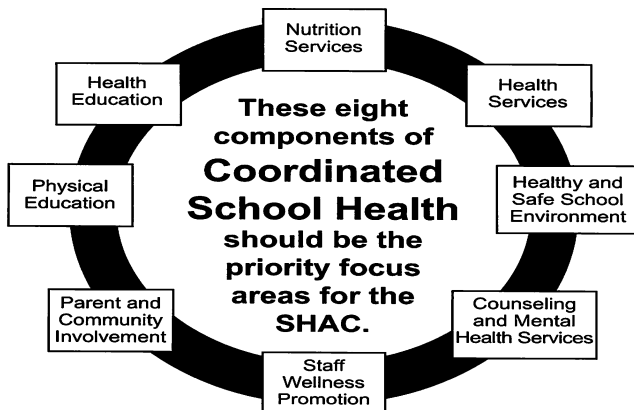 Nutrition
Services
Health
Education
Health
Services
These eight
components of
Coordinated
School Health
should be the
priority focus
areas for the
SHAC.
Physical
Education
Healthy and
Safe School
Environment
Parent and
Community
Involvement
Counseling
and Mental
Health Services
Staff
Wellness
Promotion